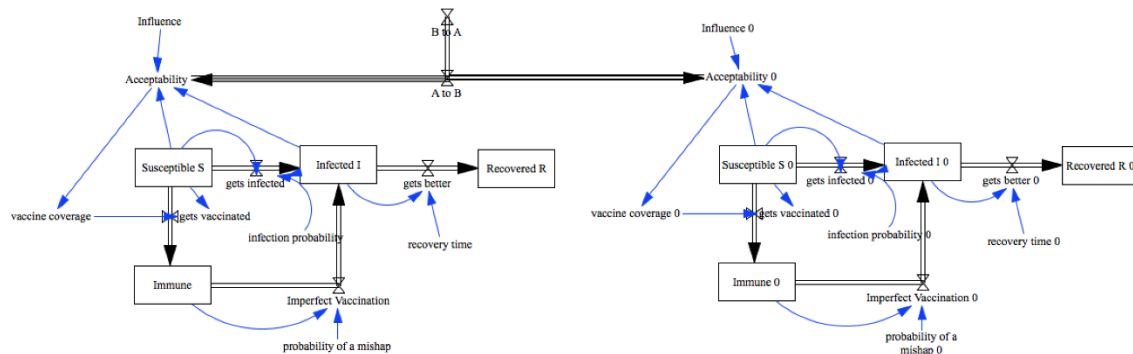 Influence
B to A
Acceptability
A to B
Susceptible S
Infected I
Recovered R
gets infected
gets better
vaccine coverage
gets vaccinated
infection probability
recovery time
Immune
Imperfect Vaccination
probability of a mishap
Influence 0
Acceptability 0
Susceptible S 0
Infected I 0
Recovered R 0
gets infected 0
gets better 0
vaccine coverage 0
gets vaccinated 0
infection probability 0
recovery time 0
Immune 0
Imperfect Vaccination 0
probability of a
mishap 0